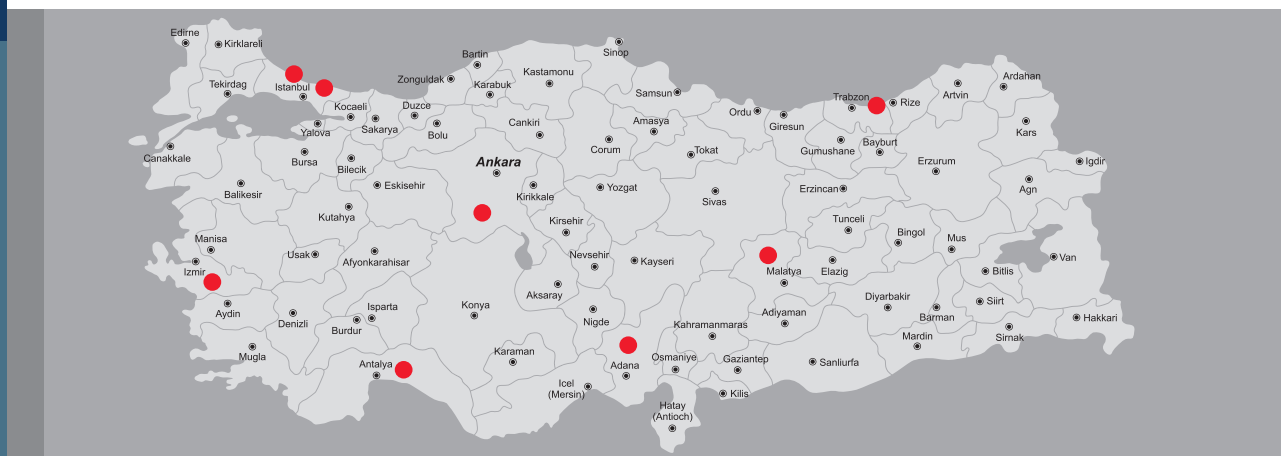 Edirne
Kirklareli
Sinop
Bartin
Kastamonu
Zonguldak
Karabuk
Ardahan
Tekirdag
Istanbul
Samsun
Trabzon
Rize
Artvin
Kocaeli
Duzce
Ordu
Giresun
Yalova
Sakarya
Bolu
Cankiri
Amasya
Kars
Canakkale
Bursa
Bilecik
Ankara
Corum
Tokat
Gumushane
Bayburt
Erzurum
Igdir
Balikesir
Eskisehir
Kirikkale
Yozgat
Sivas
Erzincan
Agn
Kutahya
Kirsehir
Tunceli
Bingol
Mus
Manisa
Izmir
Usak
Afyonkarahisar
Nevsehir
Kayseri
Malatya
Elazig
Bitlis
Van
Aydin
Denizli
Isparta
Burdur
Konya
Aksaray
Nigde
Kahramanmaras
Adiyaman
Diyarbakir
Barman
Siirt
Hakkari
Mugla
Antalya
Karaman
Icel
(Mersin)
Adana
Osmaniye
Gaziantep
Sanliurfa
Mardin
Sirnak
Kilis
Hatay
(Antioch)